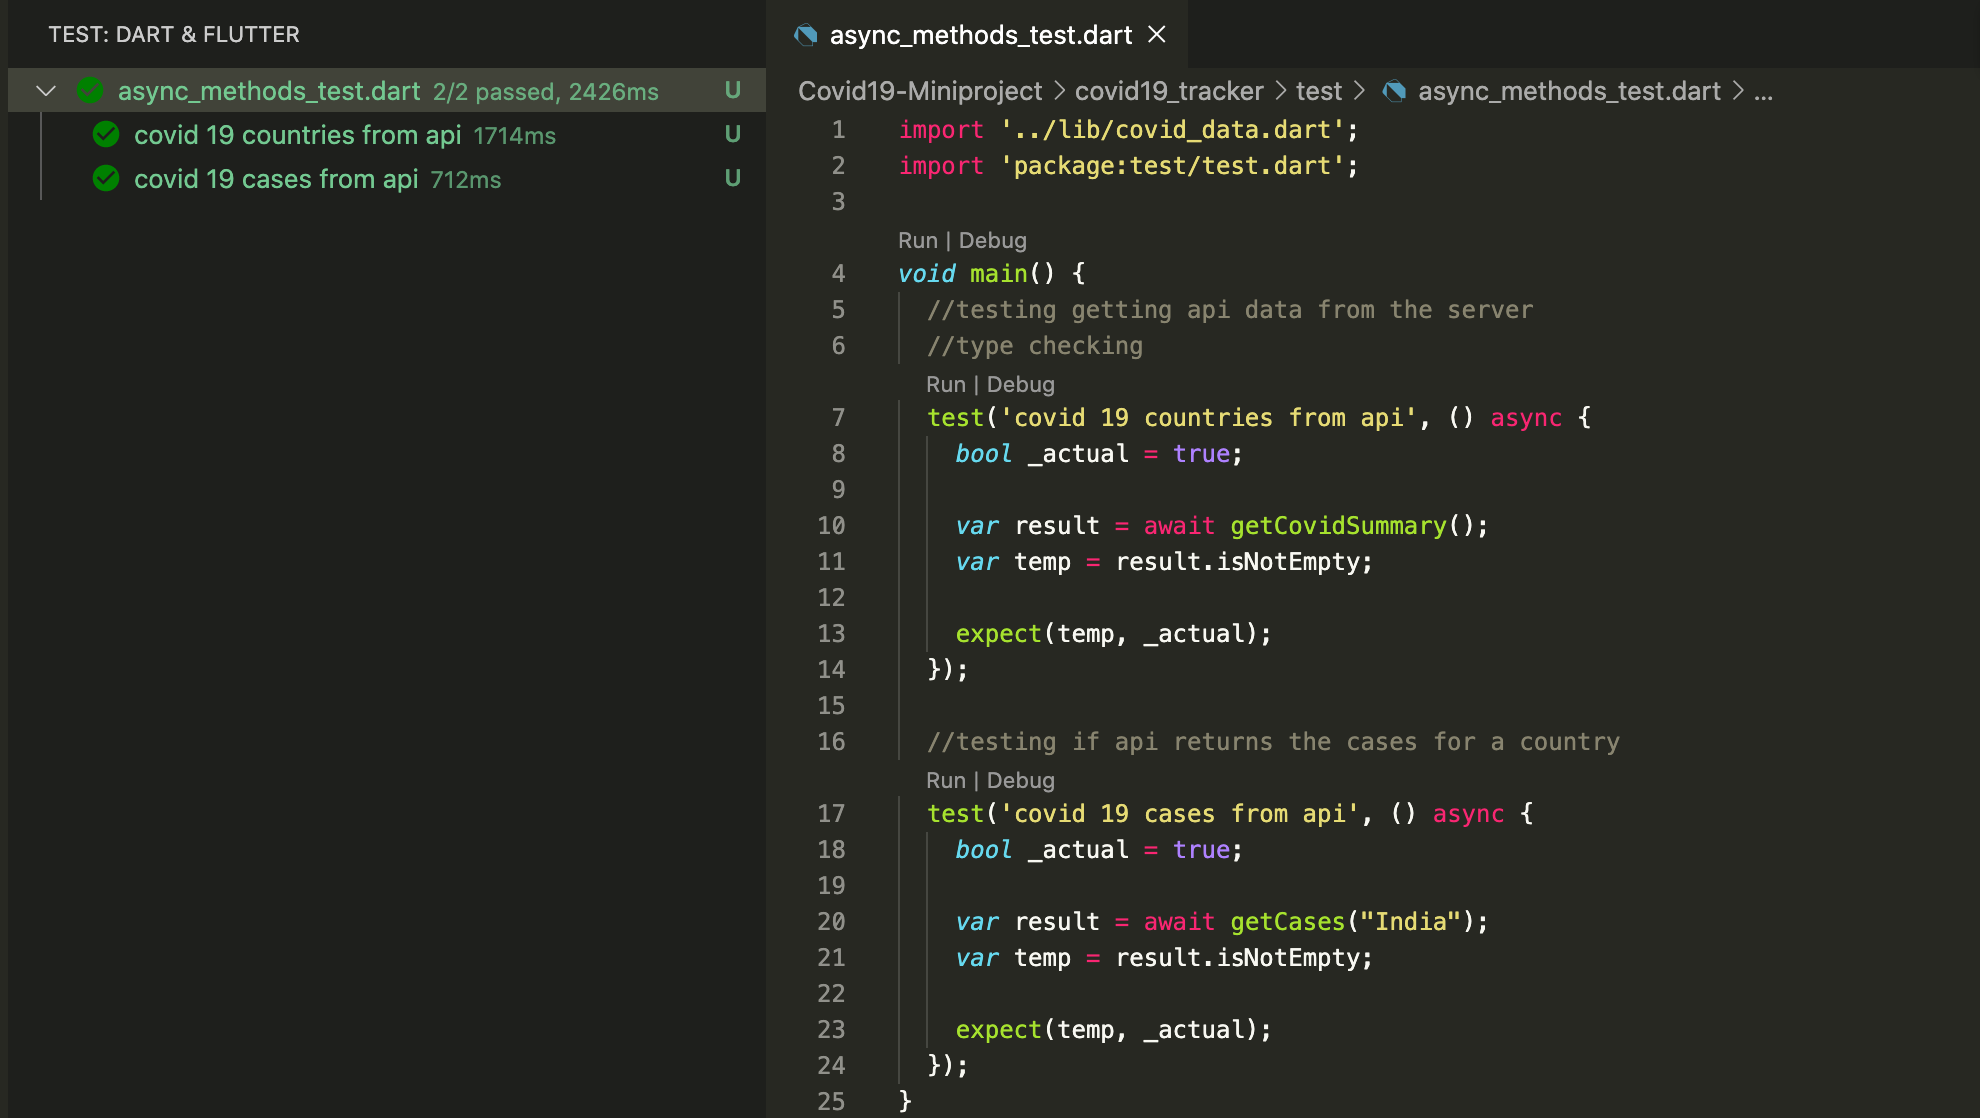 TEST: DART & FLUTTER
async_methods_test.dart 2/2 passed, 2426ms U
covid 19 countries from api 1714ms U
covid 19 cases from api 712ms U
async_methods_test.dart
Covid19-Miniproject > covid19_tracker > test > async_methods_test.dart > ...
1 import '../lib/covid_data.dart';
2 import 'package:test/test.dart';
3
Run | Debug
4 void main() {
5 //testing getting api data from the server
6 //type checking
Run | Debug
7 test('covid 19 countries from api', () async {
8 bool _actual = true;
9
10 var result = await getCovidSummary();
11 var temp = result.isNotEmpty;
12
13 expect(temp, _actual);
14 });
15
16 //testing if api returns the cases for a country
Run | Debug
17 test('covid 19 cases from api', () async {
18 bool _actual = true;
19
20 var result = await getCases("India");
21 var temp = result.isNotEmpty;
22
23 expect(temp, _actual);
24 });
25 }